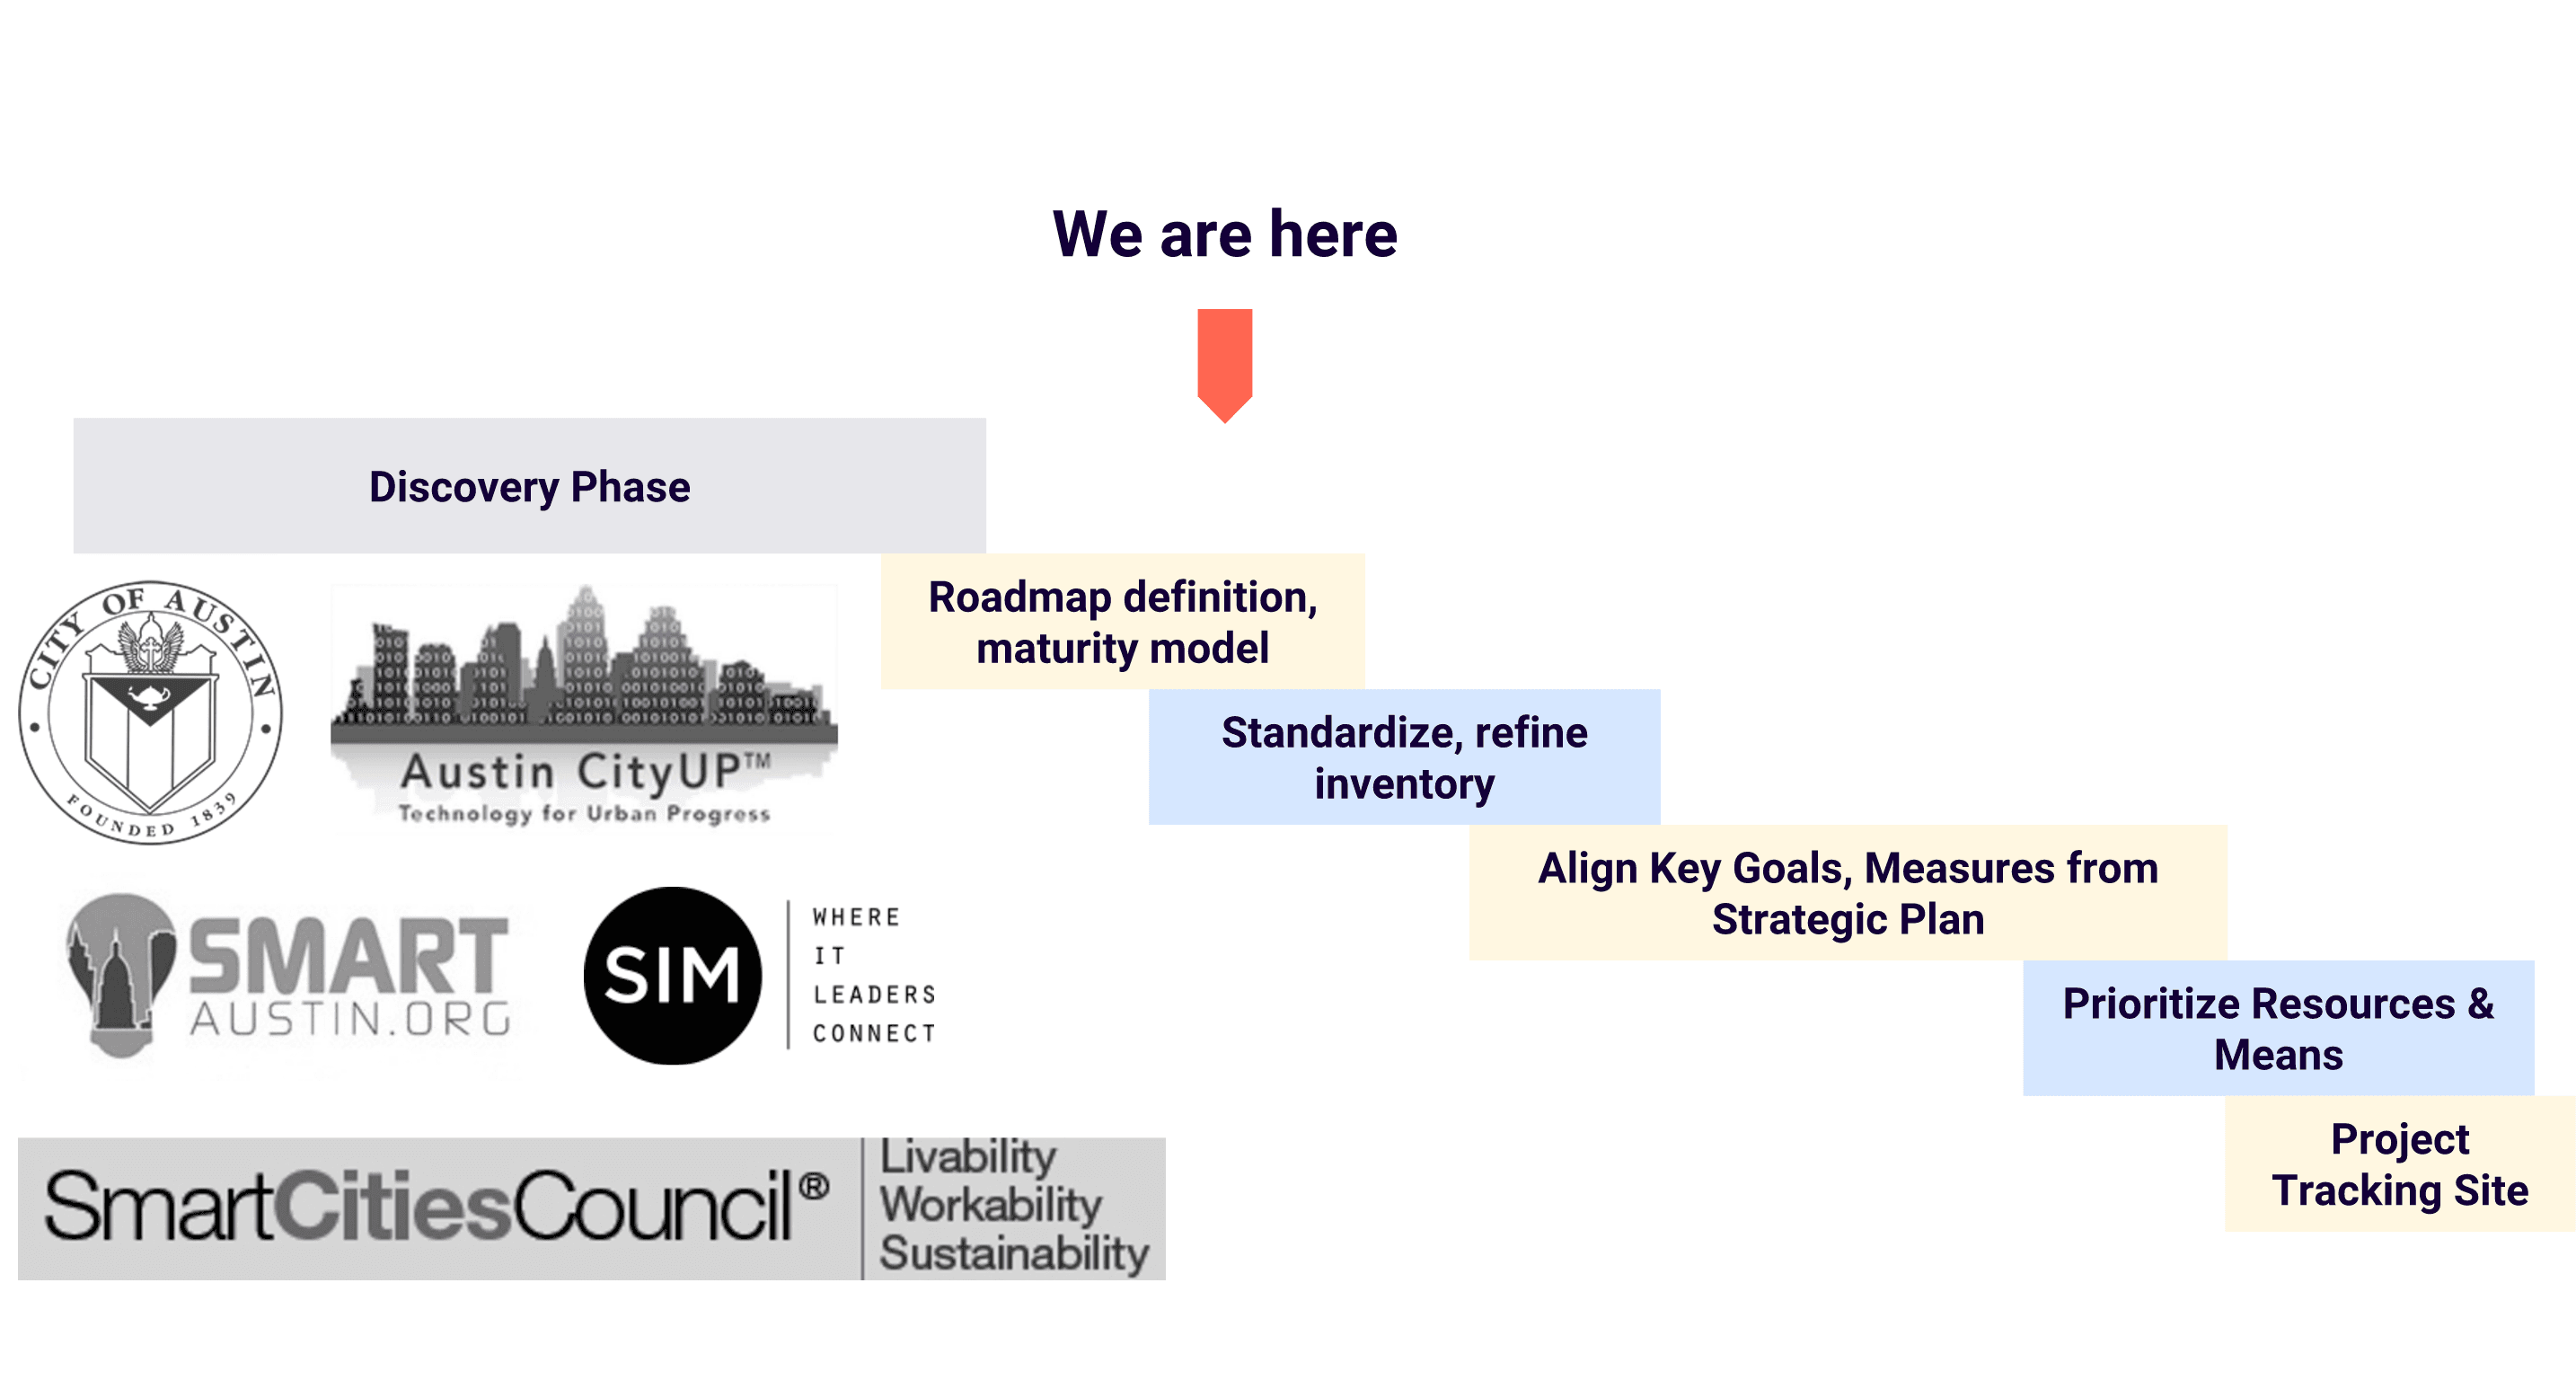 We are here
Discovery Phase
Roadmap definition,
maturity model
Standardize, refine
inventory
Align Key Goals, Measures from
Strategic Plan
Prioritize Resources &
Means
Project
Tracking Site
CITY OF AUSTIN
FOUNDED 1839
Austin CityUP™
Technology for Urban Progress
SMART
AUSTIN.ORG
SIM
WHERE
IT
LEADERS
CONNECT
SmartCitiesCouncil®
Livability
Workability
Sustainability